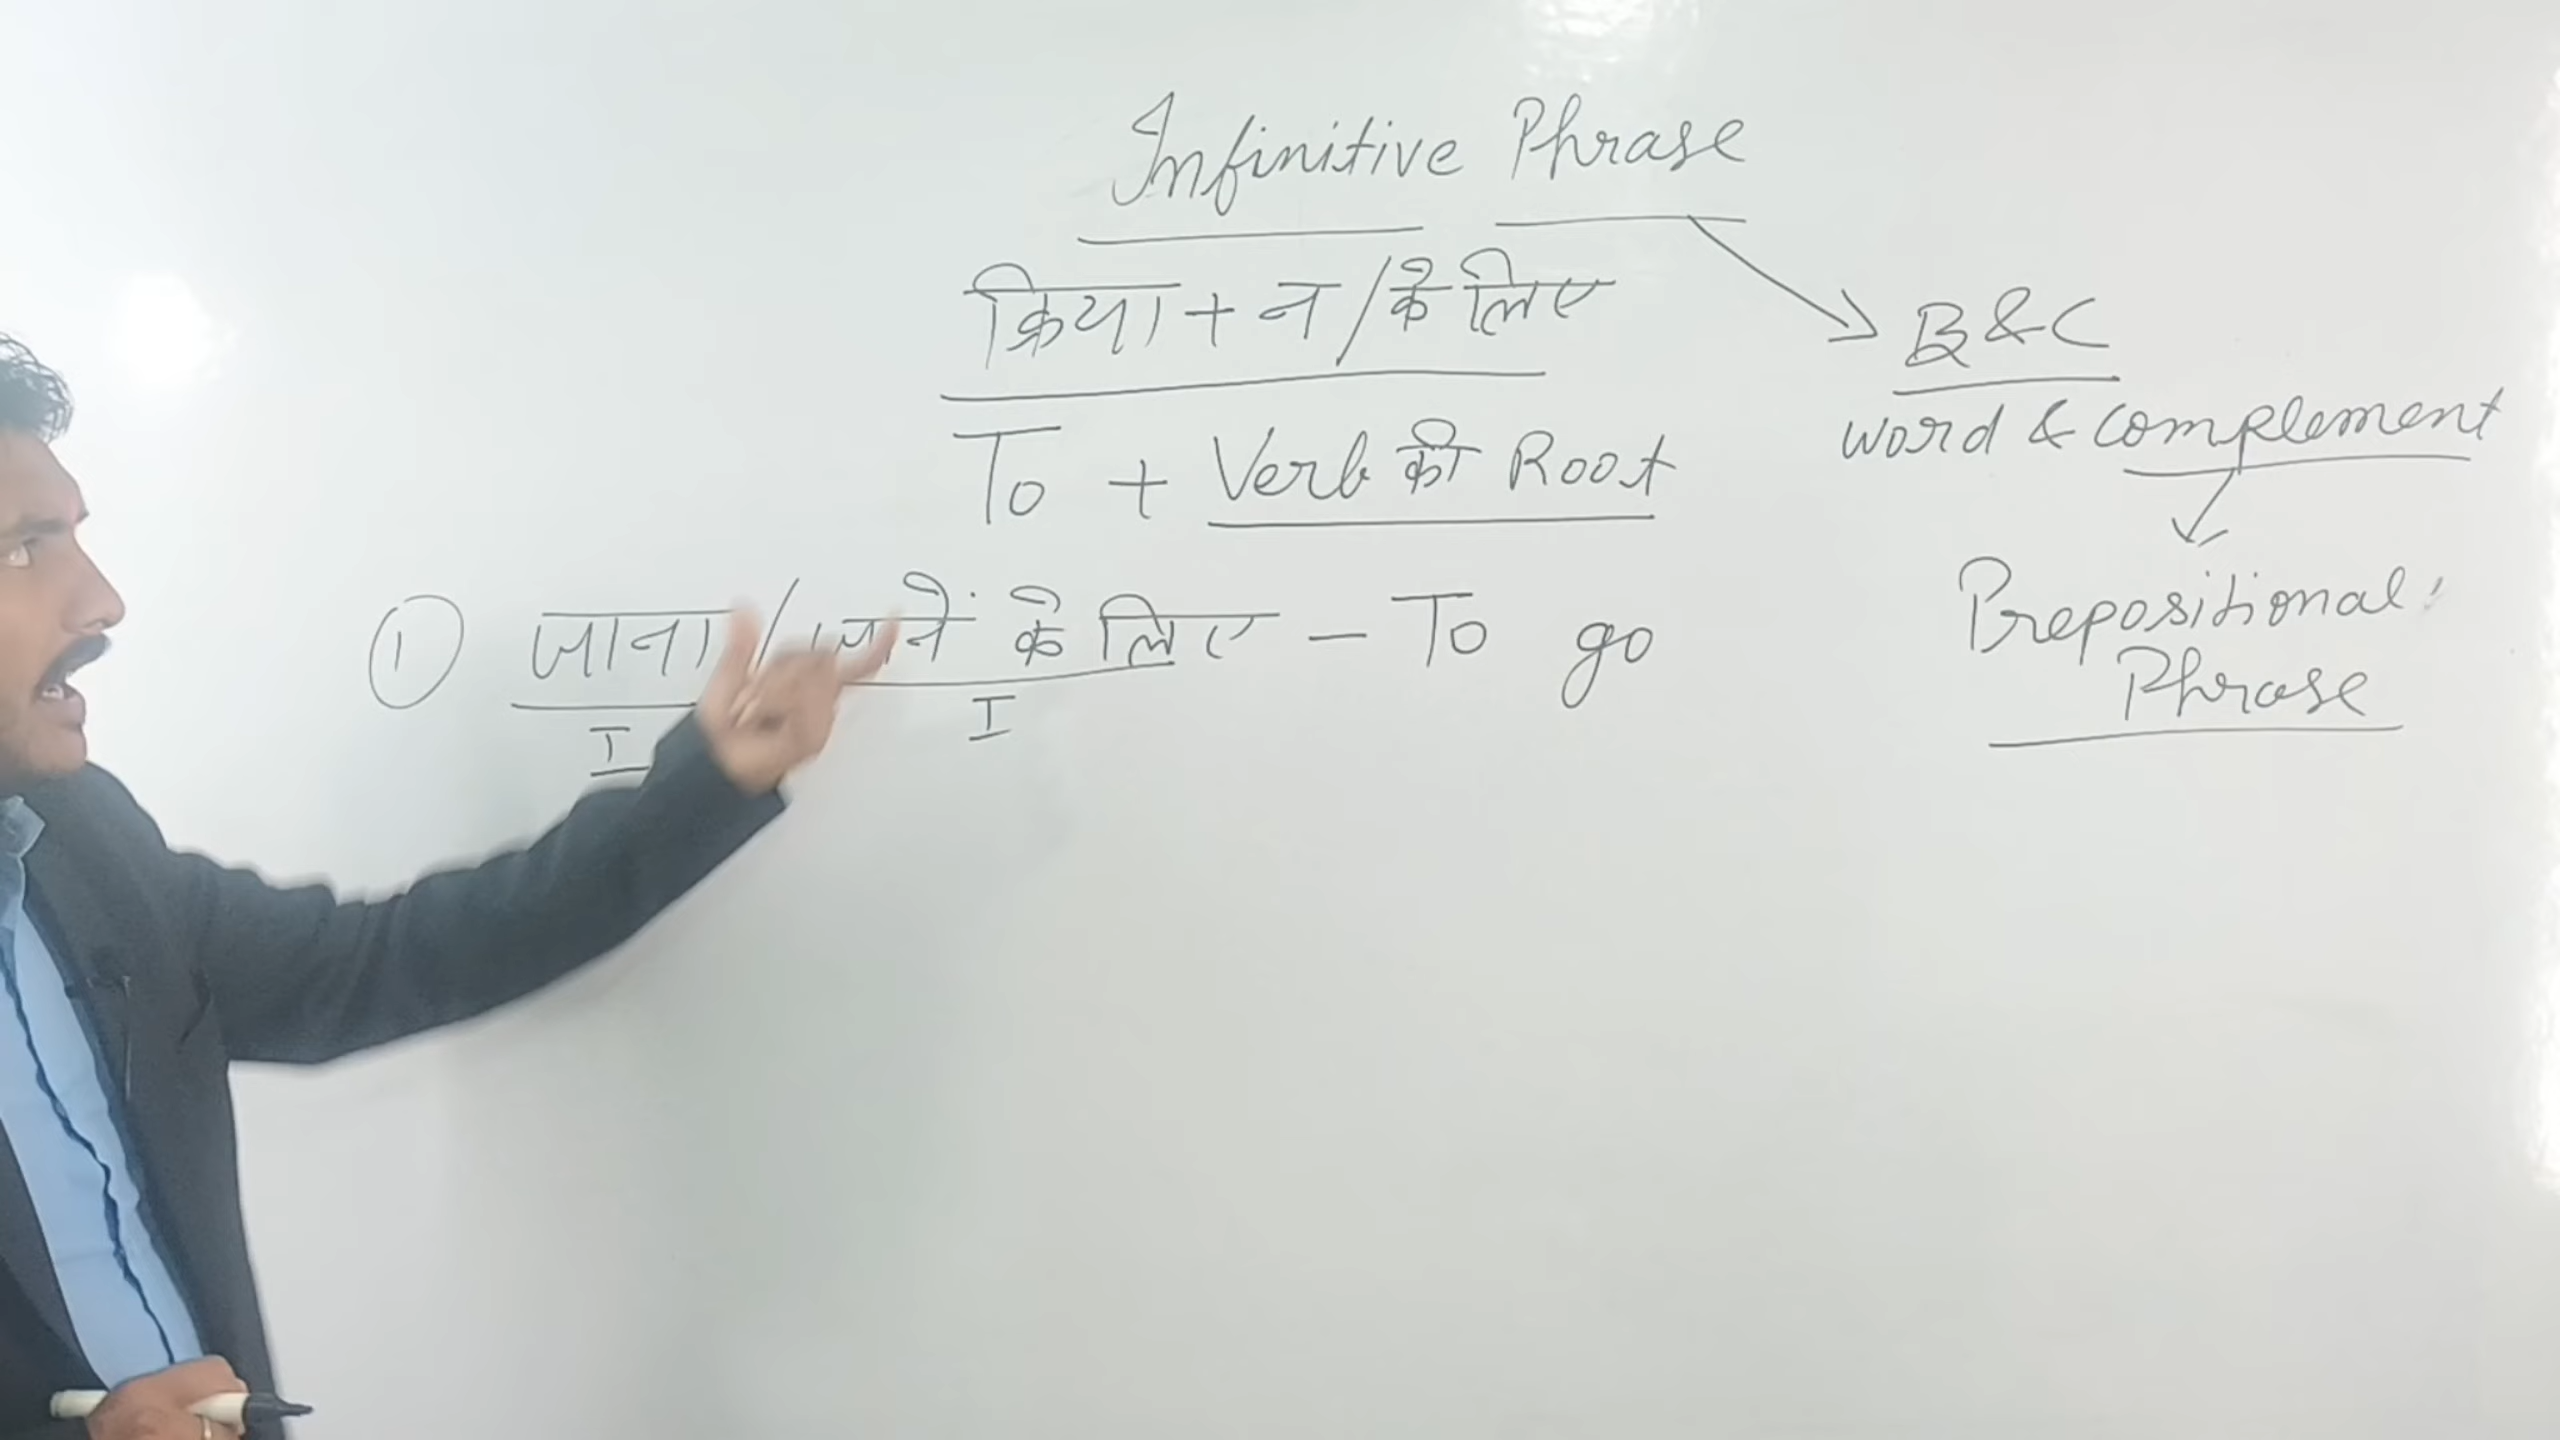 Infinitive Phrase
क्रिया + न / के लिए
B & C
To + Verb की Root
word & complement
① जाना / जाने के लिए – To go
I I
Prepositional
Phrase